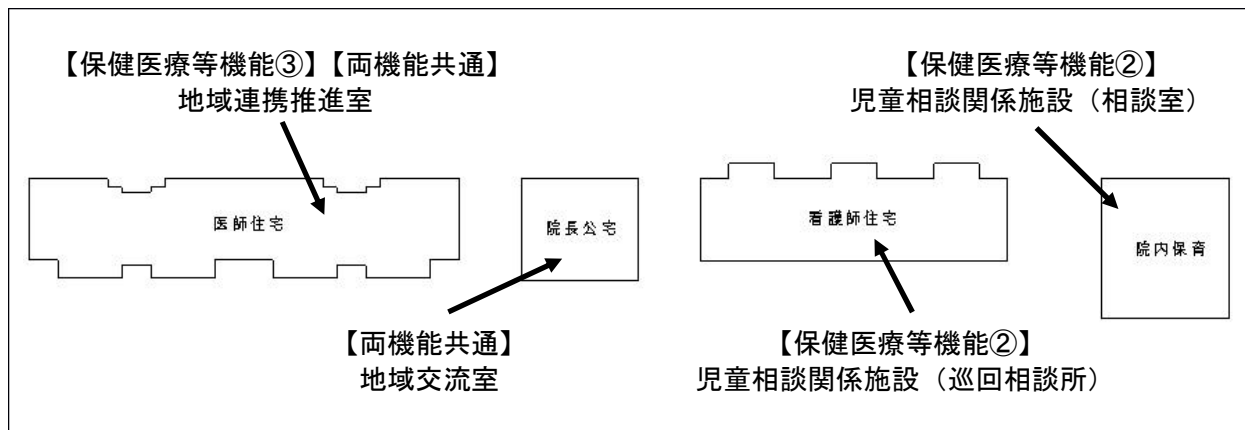 【保健医療等機能③】【両機能共通】
地域連携推進室
【保健医療等機能②】
児童相談関係施設（相談室）
医師住宅
院長公宅
看護師住宅
院内保育
【両機能共通】
地域交流室
【保健医療等機能②】
児童相談関係施設（巡回相談所）